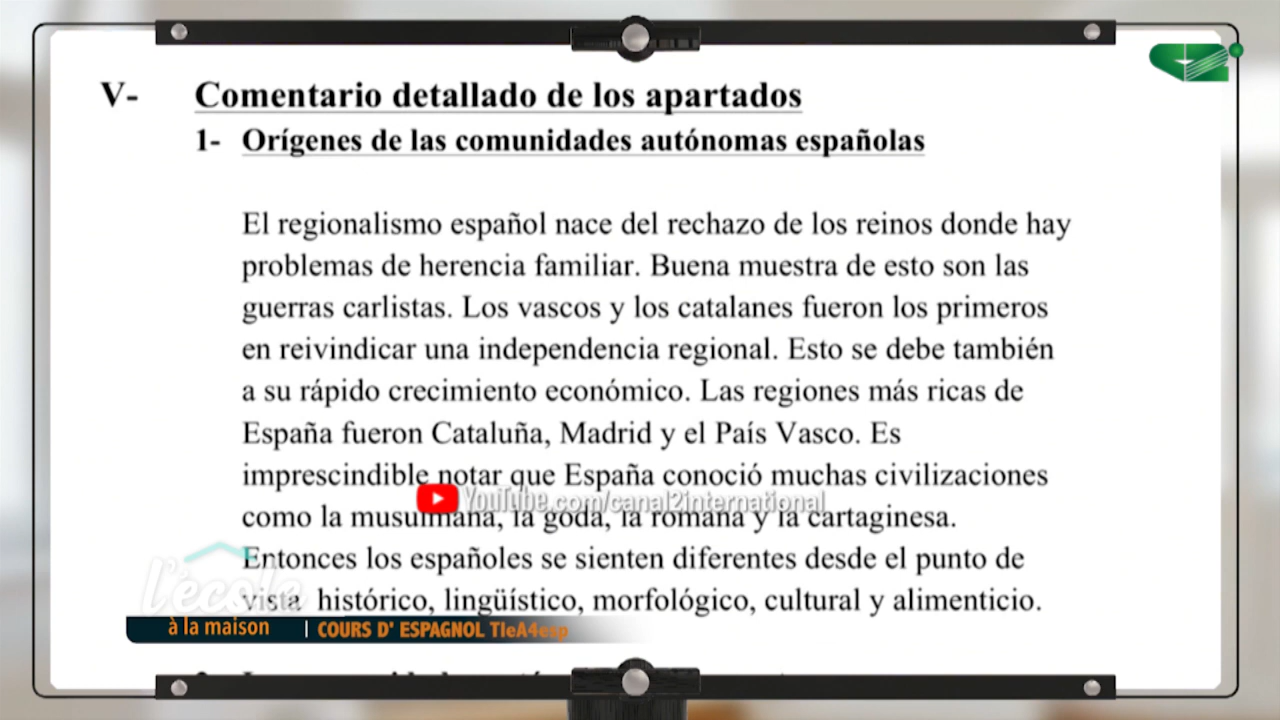 V- Comentario detallado de los apartados
1- Orígenes de las comunidades autónomas españolas
El regionalismo español nace del rechazo de los reinos donde hay
problemas de herencia familiar. Buena muestra de esto son las
guerras carlistas. Los vascos y los catalanes fueron los primeros
en reivindicar una independencia regional. Esto se debe también
a su rápido crecimiento económico. Las regiones más ricas de
España fueron Cataluña, Madrid y el País Vasco. Es
imprescindible notar que España conoció muchas civilizaciones
YouTube.com/canal2international
como la musulmana, la goda, la romana y la cartaginesa.
Entonces los españoles se sienten diferentes desde el punto de
vista histórico, lingüístico, morfológico, cultural y alimenticio.
l'école
à la maison | COURS D' ESPAGNOL TleA4esp